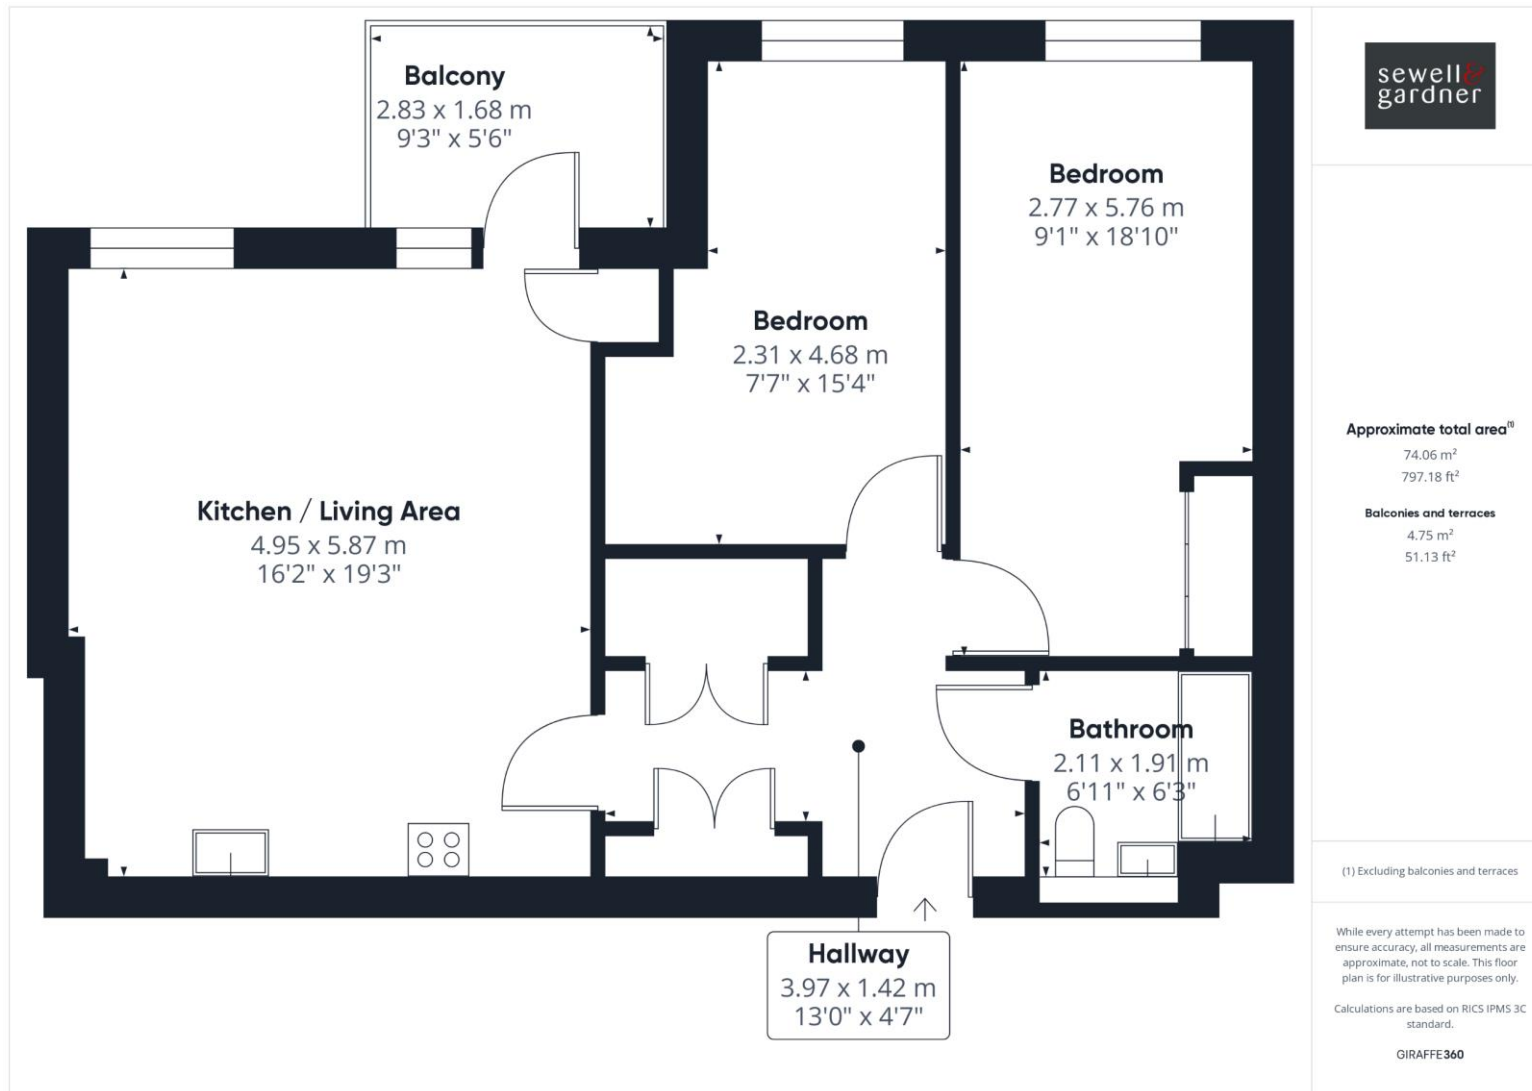 Balcony
2.83 x 1.68 m
9'3" x 5'6"
Bedroom
2.77 x 5.76 m
9'1" x 18'10"
Bedroom
2.31 x 4.68 m
7'7" x 15'4"
Kitchen / Living Area
4.95 x 5.87 m
16'2" x 19'3"
Bathroom
2.11 x 1.91 m
6'11" x 6'3"
Hallway
3.97 x 1.42 m
13'0" x 4'7"
sewell&
gardner
Approximate total area(1)
74.06 m²
797.18 ft²
Balconies and terraces
4.75 m²
51.13 ft²
(1) Excluding balconies and terraces
While every attempt has been made to
ensure accuracy, all measurements are
approximate, not to scale. This floor
plan is for illustrative purposes only.
Calculations are based on RICS IPMS 3C
standard.
GIRAFFE360